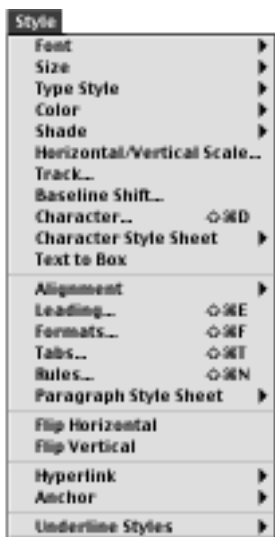 Style
Font
Size
Type Style
Color
Shade
Horizontal/Vertical Scale...
Track...
Baseline Shift...
Character... ⇧⌘D
Character Style Sheet
Text to Box
Alignment
Leading... ⇧⌘E
Formats... ⇧⌘F
Tabs... ⇧⌘T
Rules... ⇧⌘N
Paragraph Style Sheet
Flip Horizontal
Flip Vertical
Hyperlink
Anchor
Underline Styles